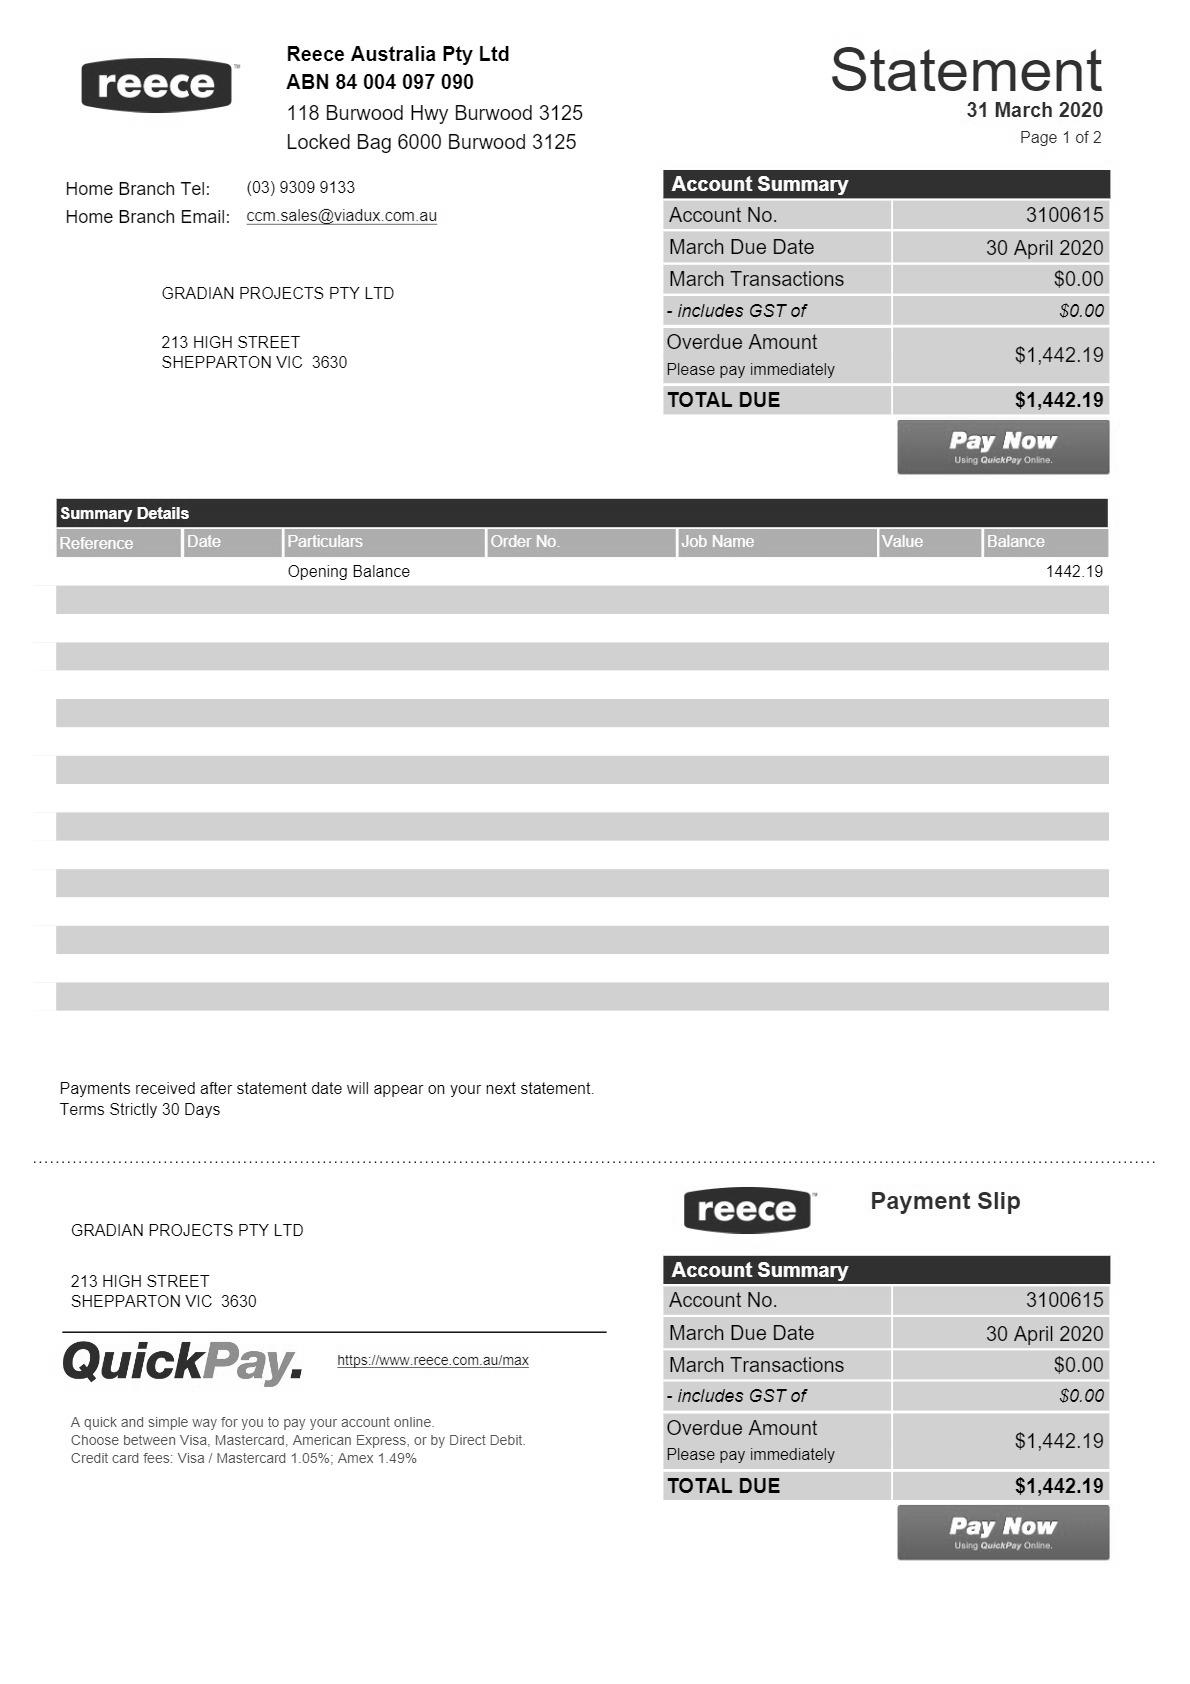 reece™
Reece Australia Pty Ltd
ABN 84 004 097 090
118 Burwood Hwy Burwood 3125
Locked Bag 6000 Burwood 3125
Statement
31 March 2020
Page 1 of 2
Home Branch Tel: (03) 9309 9133
Home Branch Email: ccm.sales@viadux.com.au
GRADIAN PROJECTS PTY LTD
213 HIGH STREET
SHEPPARTON VIC 3630
Account Summary
Account No. 3100615
March Due Date 30 April 2020
March Transactions $0.00
- includes GST of $0.00
Overdue Amount $1,442.19
Please pay immediately
TOTAL DUE $1,442.19
Pay Now
Using QuickPay Online.
Summary Details
Reference Date Particulars Order No. Job Name Value Balance
Opening Balance 1442.19
Payments received after statement date will appear on your next statement.
Terms Strictly 30 Days
GRADIAN PROJECTS PTY LTD
213 HIGH STREET
SHEPPARTON VIC 3630
QuickPay. https://www.reece.com.au/max
A quick and simple way for you to pay your account online.
Choose between Visa, Mastercard, American Express, or by Direct Debit.
Credit card fees: Visa / Mastercard 1.05%; Amex 1.49%
reece™ Payment Slip
Account Summary
Account No. 3100615
March Due Date 30 April 2020
March Transactions $0.00
- includes GST of $0.00
Overdue Amount $1,442.19
Please pay immediately
TOTAL DUE $1,442.19
Pay Now
Using QuickPay Online.